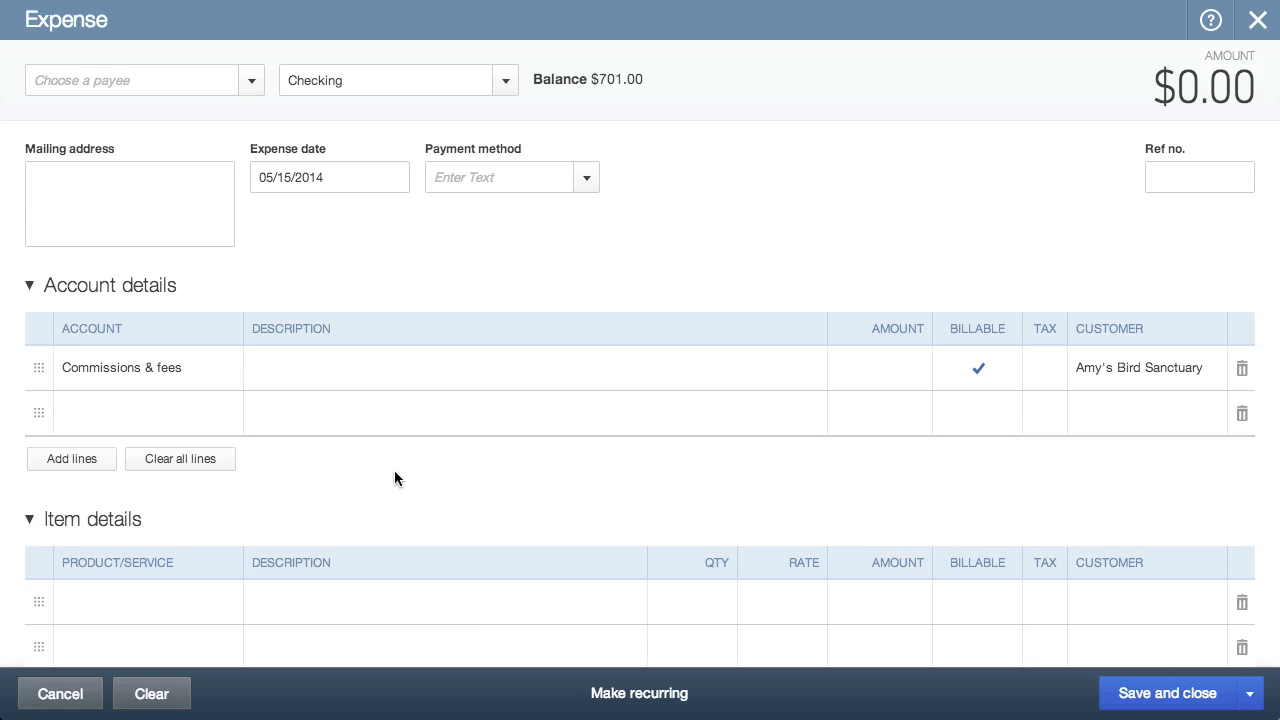 Expense
?
AMOUNT
Choose a payee
Checking
Balance $701.00
$0.00
Mailing address
Expense date
Payment method
Ref no.
05/15/2014
Enter Text
Account details
ACCOUNT DESCRIPTION AMOUNT BILLABLE TAX CUSTOMER
Commissions & fees Amy's Bird Sanctuary
Add lines
Clear all lines
Item details
PRODUCT/SERVICE DESCRIPTION QTY RATE AMOUNT BILLABLE TAX CUSTOMER
Cancel
Clear
Make recurring
Save and close